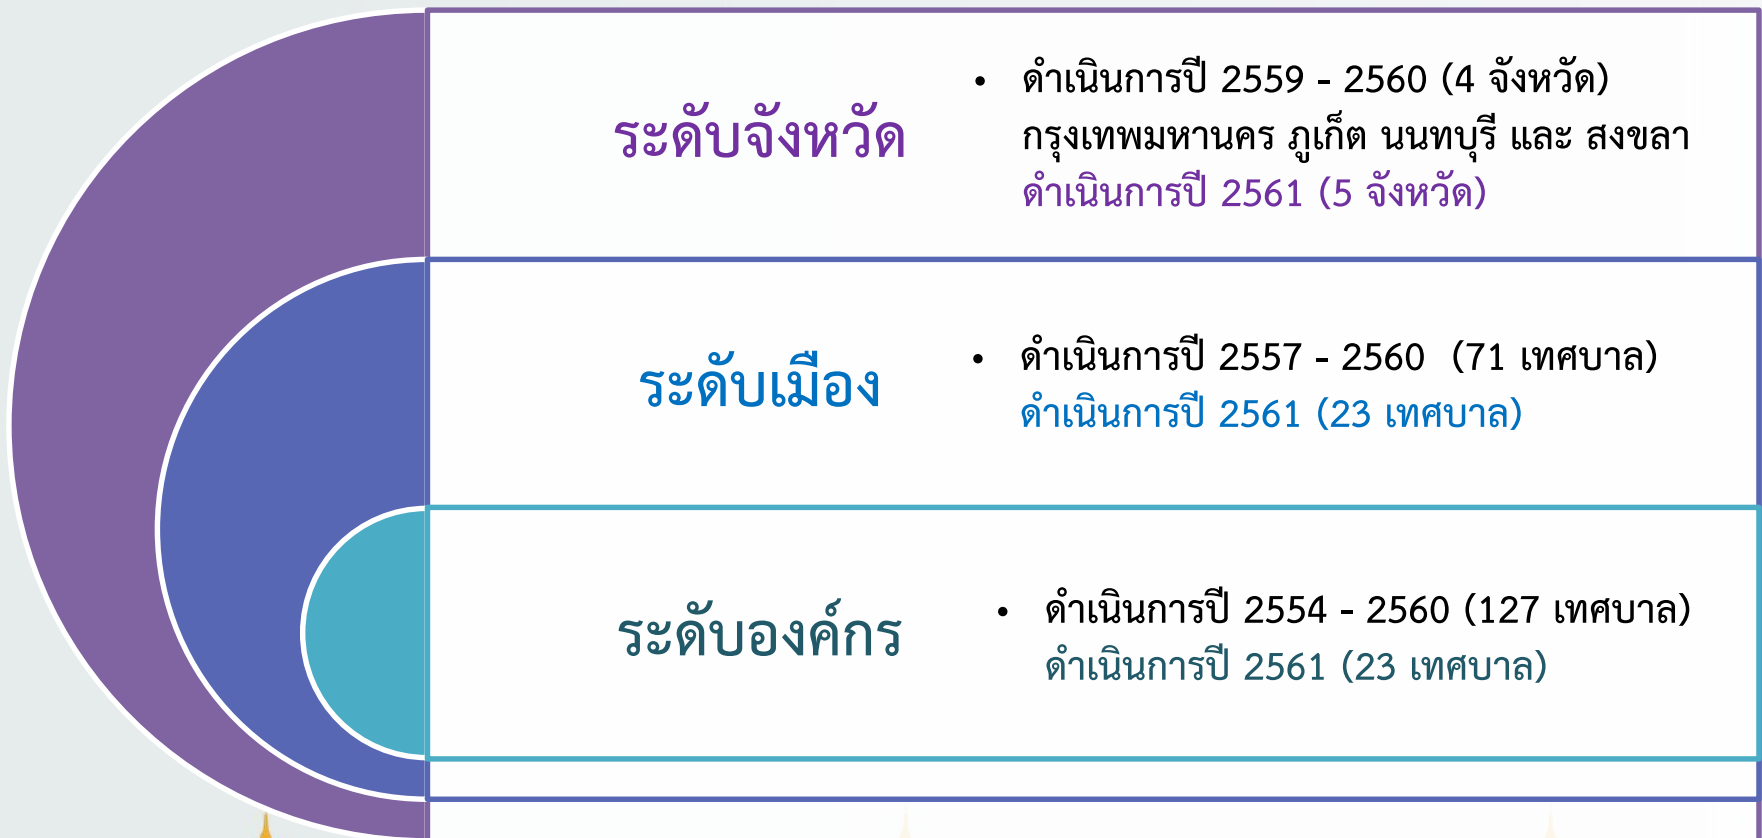 ระดับจังหวัด
• ดำเนินการปี 2559 - 2560 (4 จังหวัด)
กรุงเทพมหานคร ภูเก็ต นนทบุรี และ สงขลา
ดำเนินการปี 2561 (5 จังหวัด)
ระดับเมือง
• ดำเนินการปี 2557 - 2560 (71 เทศบาล)
ดำเนินการปี 2561 (23 เทศบาล)
ระดับองค์กร
• ดำเนินการปี 2554 - 2560 (127 เทศบาล)
ดำเนินการปี 2561 (23 เทศบาล)